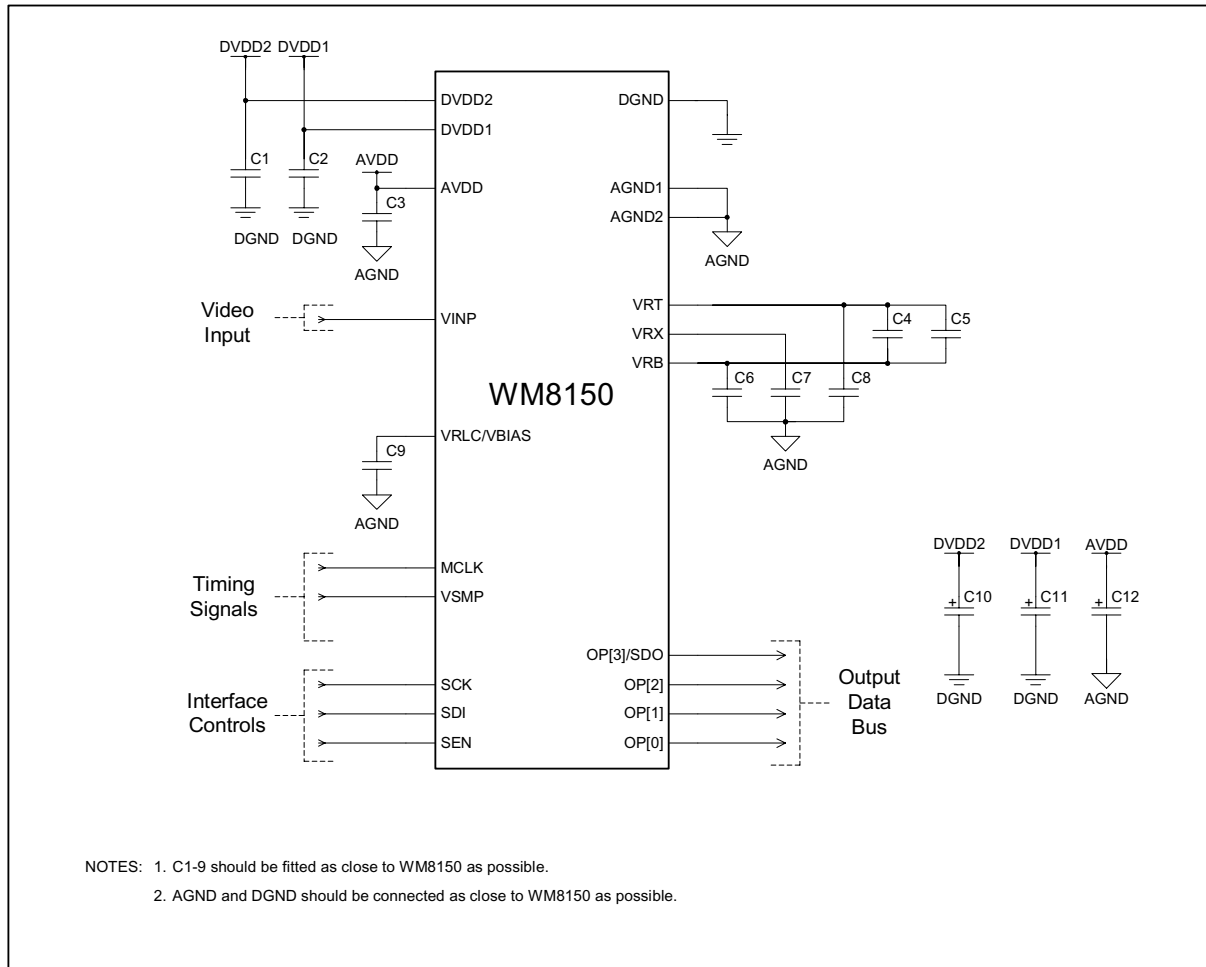 DVDD2 DVDD1
DVDD2
DGND
DVDD1
C1
C2
AVDD
AVDD
AGND1
C3
AGND2
DGND
DGND
AGND
AGND
Video
Input
VINP
VRT
C4
C5
VRX
VRB
C6
C7
C8
WM8150
VRLC/VBIAS
C9
AGND
AGND
DVDD2
DVDD1
AVDD
Timing
Signals
MCLK
VSMP
+
C10
+
C11
+
C12
OP[3]/SDO
Interface
Controls
SCK
SDI
SEN
OP[2]
OP[1]
OP[0]
Output
Data
Bus
DGND
DGND
AGND
NOTES: 1. C1-9 should be fitted as close to WM8150 as possible.
2. AGND and DGND should be connected as close to WM8150 as possible.